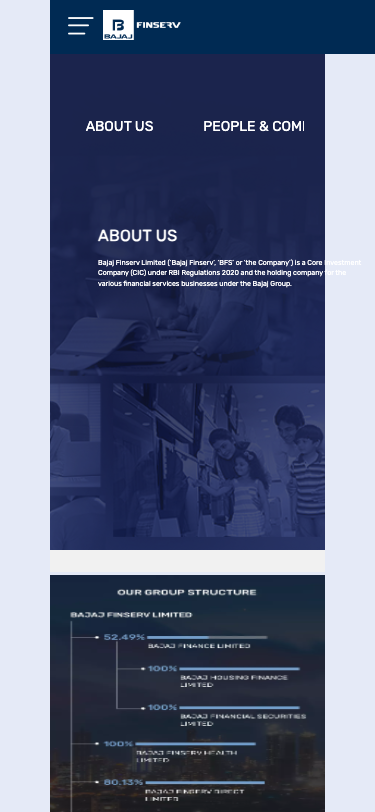 BAJAJ FINSERV
ABOUT US
PEOPLE & COM
ABOUT US
Bajaj Finserv Limited ('Bajaj Finserv', 'BFS' or 'the Company') is a Core Investment
Company (CIC) under RBI Regulations 2020 and the holding company for the
various financial services businesses under the Bajaj Group.
OUR GROUP STRUCTURE
BAJAJ FINSERV LIMITED
52.49%
BAJAJ FINANCE LIMITED
100%
BAJAJ HOUSING FINANCE
LIMITED
100%
BAJAJ FINANCIAL SECURITIES
LIMITED
100%
BAJAJ FINSERV HEALTH
LIMITED
80.13%
BAJAJ FINSERV DIRECT
LIMITED